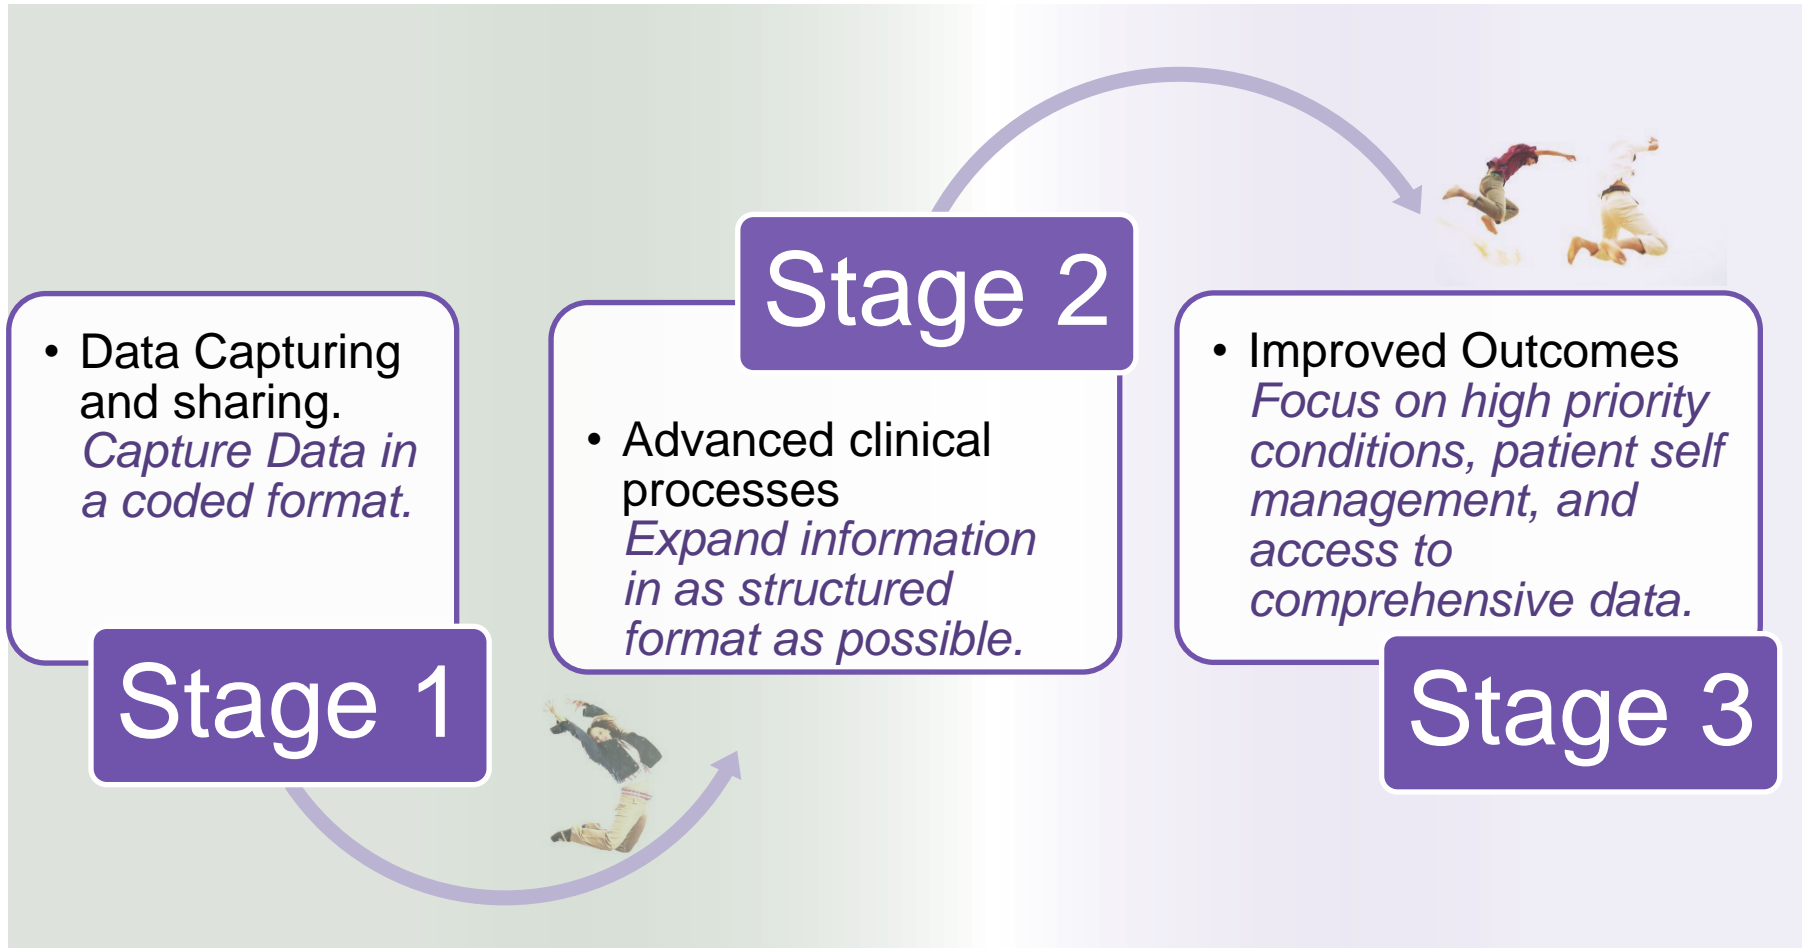 • Data Capturing
and sharing.
Capture Data in
a coded format.
Stage 1
Stage 2
• Advanced clinical
processes
Expand information
in as structured
format as possible.
• Improved Outcomes
Focus on high priority
conditions, patient self
management, and
access to
comprehensive data.
Stage 3